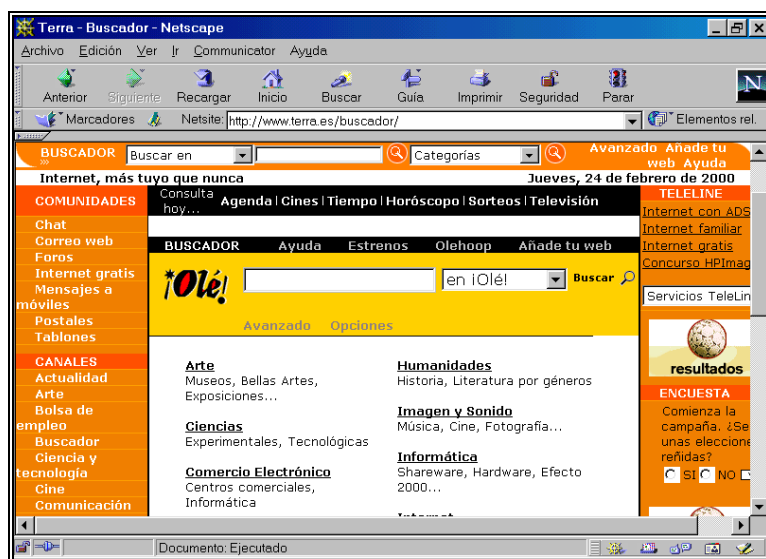 Terra - Buscador - Netscape
Archivo Edición Ver Ir Communicator Ayuda
Anterior Siguiente Recargar Inicio Buscar Guía Imprimir Seguridad Parar
N
Marcadores Netsite: http://www.terra.es/buscador/ Elementos rel.
BUSCADOR Buscar en Categorías Avanzado Añade tu
web Ayuda
Internet, más tuyo que nunca Jueves, 24 de febrero de 2000
COMUNIDADES
Chat
Correo web
Foros
Internet gratis
Mensajes a
móviles
Postales
Tablones
CANALES
Actualidad
Arte
Bolsa de
empleo
Buscador
Ciencia y
tecnología
Cine
Comunicación
Consulta
hoy... Agenda | Cines | Tiempo | Horóscopo | Sorteos | Televisión
BUSCADOR Ayuda Estrenos Olehoop Añade tu web
¡Olé! en ¡Olé! Buscar
Avanzado Opciones
Arte
Museos, Bellas Artes,
Exposiciones...
Ciencias
Experimentales, Tecnológicas
Comercio Electrónico
Centros comerciales,
Informática
Humanidades
Historia, Literatura por géneros
Imagen y Sonido
Música, Cine, Fotografía...
Informática
Shareware, Hardware, Efecto
2000...
Internet
TELELINE
Internet con ADS
Internet familiar
Internet gratis
Concurso HPImag
Servicios TeleLin
resultados
ENCUESTA
Comienza la
campaña. ¿Se
unas eleccione
reñidas?
SI NO
Documento: Ejecutado